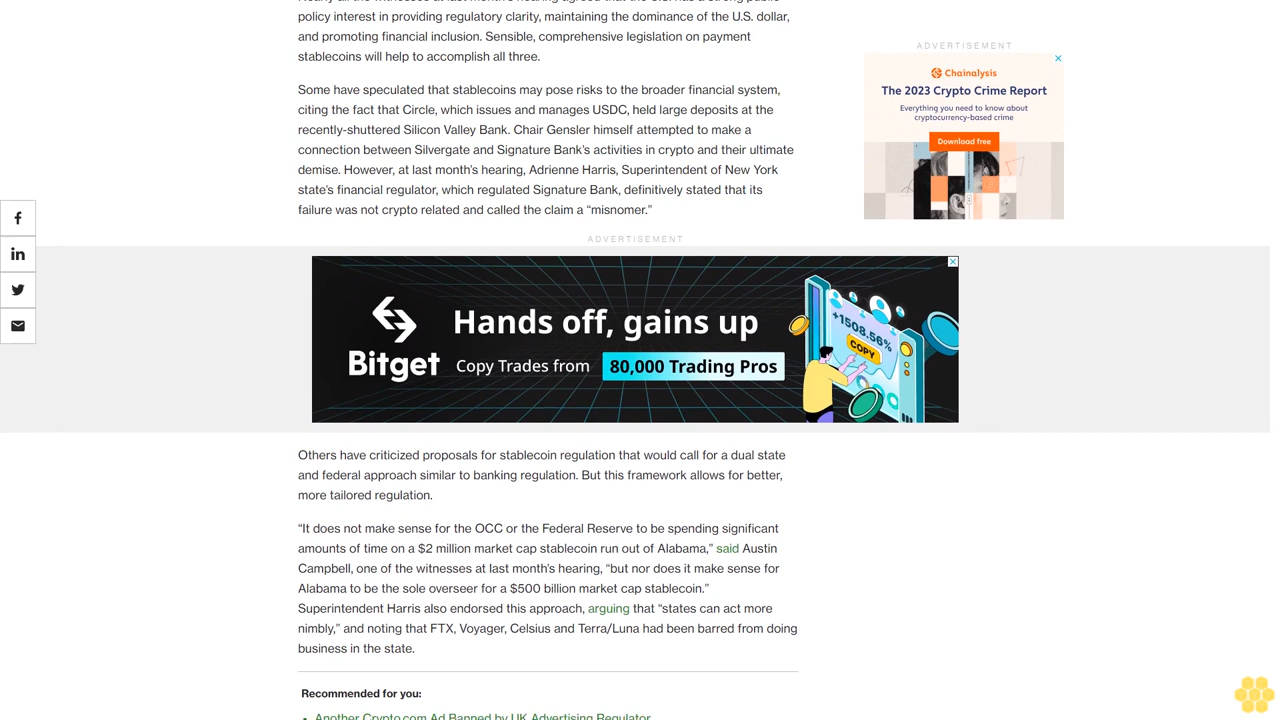 policy interest in providing regulatory clarity, maintaining the dominance of the U.S. dollar,
and promoting financial inclusion. Sensible, comprehensive legislation on payment
stablecoins will help to accomplish all three.
ADVERTISEMENT
Chainalysis
The 2023 Crypto Crime Report
Everything you need to know about
cryptocurrency-based crime
Download free
Some have speculated that stablecoins may pose risks to the broader financial system,
citing the fact that Circle, which issues and manages USDC, held large deposits at the
recently-shuttered Silicon Valley Bank. Chair Gensler himself attempted to make a
connection between Silvergate and Signature Bank's activities in crypto and their ultimate
demise. However, at last month's hearing, Adrienne Harris, Superintendent of New York
state's financial regulator, which regulated Signature Bank, definitively stated that its
failure was not crypto related and called the claim a “misnomer.”
ADVERTISEMENT
Bitget
Hands off, gains up
Copy Trades from 80,000 Trading Pros
+1508.56%
COPY
Others have criticized proposals for stablecoin regulation that would call for a dual state
and federal approach similar to banking regulation. But this framework allows for better,
more tailored regulation.
“It does not make sense for the OCC or the Federal Reserve to be spending significant
amounts of time on a $2 million market cap stablecoin run out of Alabama,” said Austin
Campbell, one of the witnesses at last month's hearing, “but nor does it make sense for
Alabama to be the sole overseer for a $500 billion market cap stablecoin.”
Superintendent Harris also endorsed this approach, arguing that “states can act more
nimbly,” and noting that FTX, Voyager, Celsius and Terra/Luna had been barred from doing
business in the state.
Recommended for you:
• Another Crypto.com Ad Banned by UK Advertising Regulator